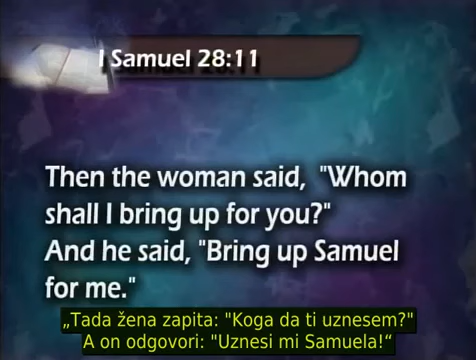 I Samuel 28:11
Then the woman said, "Whom
shall I bring up for you?"
And he said, "Bring up Samuel
for me."
„Tada žena zapita: "Koga da ti uznesem?"
A on odgovori: "Uznesi mi Samuela!“